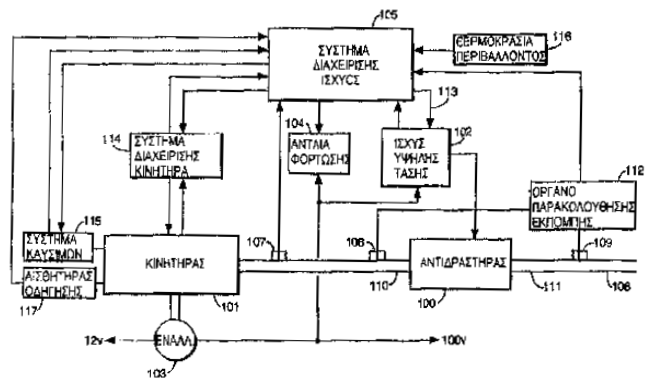 105
ΣΥΣΤΗΜΑ
ΔΙΑΧΕΙΡΙΣΗΣ
ΙΣΧΥΟΣ
ΘΕΡΜΟΚΡΑΣΙΑ
ΠΕΡΙΒΑΛΛΟΝΤΟΣ
116
113
104
ΑΝΤΛΙΑ
ΦΟΡΤΩΣΗΣ
102
ΙΣΧΥΣ
ΥΨΗΛΗΣ
ΤΑΣΗΣ
114
ΣΥΣΤΗΜΑ
ΔΙΑΧΕΙΡΙΣΗΣ
ΚΙΝΗΤΗΡΑ
112
ΟΡΓΑΝΟ
ΠΑΡΑΚΟΛΟΥΘΗΣΗΣ
ΕΚΠΟΜΠΗΣ
115
ΣΥΣΤΗΜΑ
ΚΑΥΣΙΜΩΝ
ΑΙΣΘΗΤΗΡΑΣ
ΟΔΗΓΗΣΗΣ
117
ΚΙΝΗΤΗΡΑΣ
101
107
108
109
ΑΝΤΙΔΡΑΣΤΗΡΑΣ
100
110
111
106
12v
ΕΝΑΛΛ.
103
100v